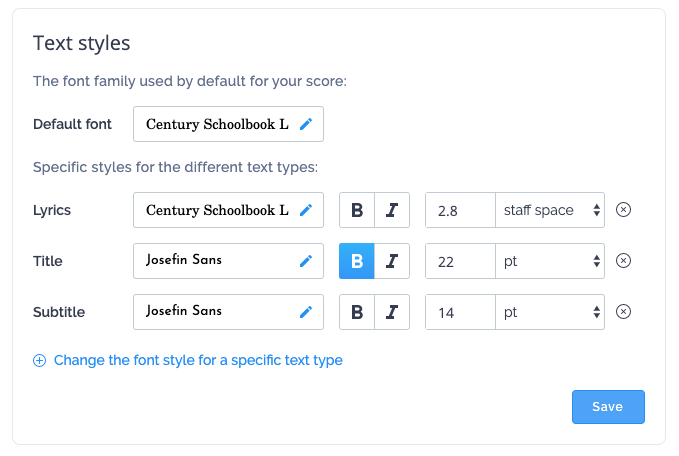 Text styles
The font family used by default for your score:
Default font Century Schoolbook L
Specific styles for the different text types:
Lyrics Century Schoolbook L B I 2.8 staff space
Title Josefin Sans B I 22 pt
Subtitle Josefin Sans B I 14 pt
Change the font style for a specific text type
Save